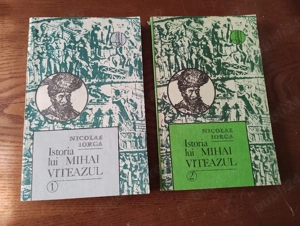 NICOLAE
IORGA
Istoria
lui MIHAI
VITEAZUL
1
NICOLAE
IORGA
Istoria
lui MIHAI
VITEAZUL
2